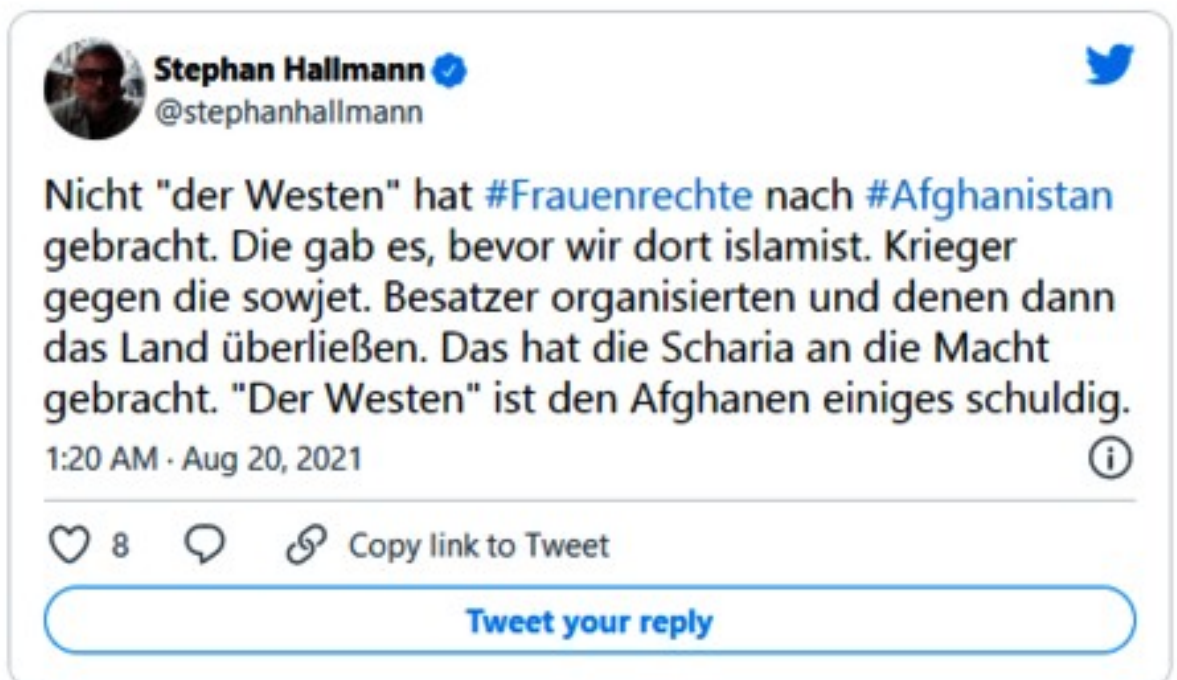 Stephan Hallmann
@stephanhallmann
Nicht "der Westen" hat #Frauenrechte nach #Afghanistan
gebracht. Die gab es, bevor wir dort islamist. Krieger
gegen die sowjet. Besatzer organisierten und denen dann
das Land überließen. Das hat die Scharia an die Macht
gebracht. "Der Westen" ist den Afghanen einiges schuldig.
1:20 AM · Aug 20, 2021
8 Copy link to Tweet
Tweet your reply